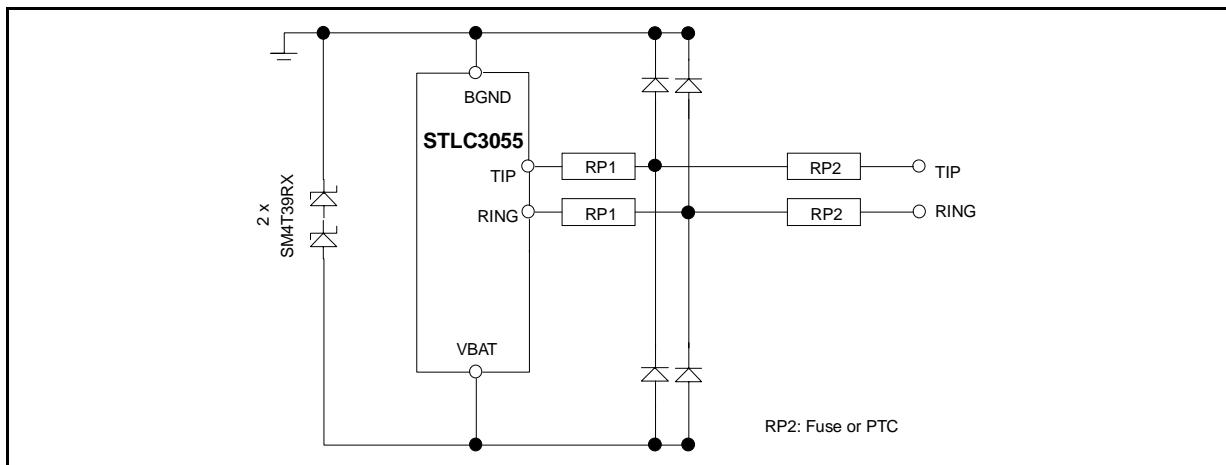 BGND
STLC3055
TIP
RP1
RP2
TIP
RING
RP1
RP2
RING
2 x
SM4T39RX
VBAT
RP2: Fuse or PTC